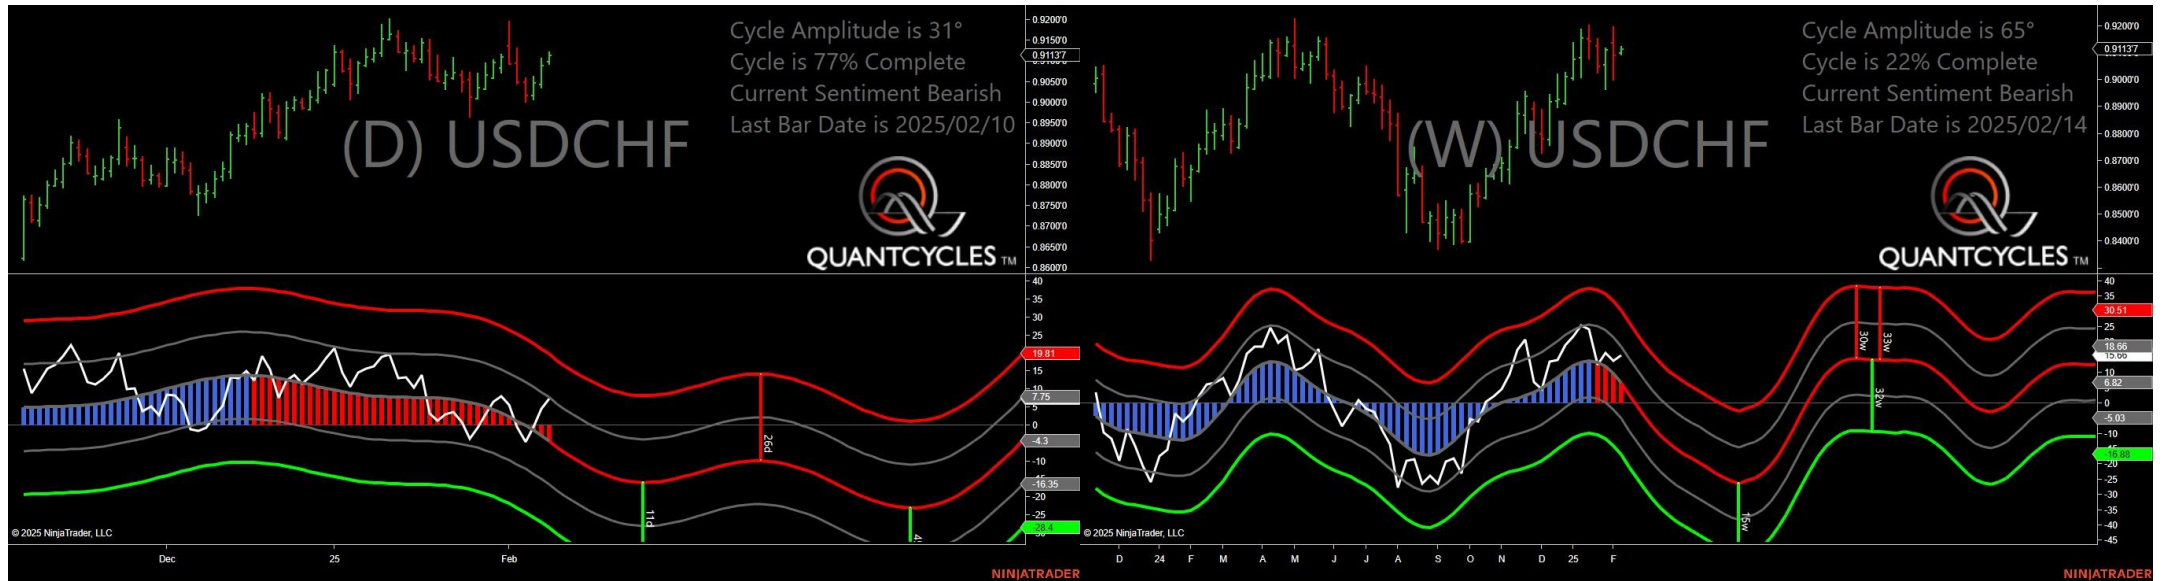 Cycle Amplitude is 31°
Cycle is 77% Complete
Current Sentiment Bearish
Last Bar Date is 2025/02/10
(D) USDCHF
QUANTCYCLES TM
0.9200'0
0.9150'0
0.9113'7
0.9050'0
0.9000'0
0.8950'0
0.8900'0
0.8850'0
0.8800'0
0.8750'0
0.8700'0
0.8650'0
0.8600'0
40
35
30
25
19.81
15
10
7.75
5
0
-4.3
-10
-16.35
-20
-25
-28.4
11d
26d
© 2025 NinjaTrader, LLC
Dec
25
Feb
NINJATRADER
Cycle Amplitude is 65°
Cycle is 22% Complete
Current Sentiment Bearish
Last Bar Date is 2025/02/14
(W) USDCHF
QUANTCYCLES TM
0.9200'0
0.9113'7
0.9000'0
0.8900'0
0.8800'0
0.8700'0
0.8600'0
0.8500'0
0.8400'0
40
35
30.51
25
18.66
15.66
10
6.82
0
-5.03
-10
-16.88
-20
-25
-30
-35
-40
-45
15w
30w
33w
32w
© 2025 NinjaTrader, LLC
D
24
F
M
A
M
J
J
A
S
O
N
D
25
F
NINJATRADER